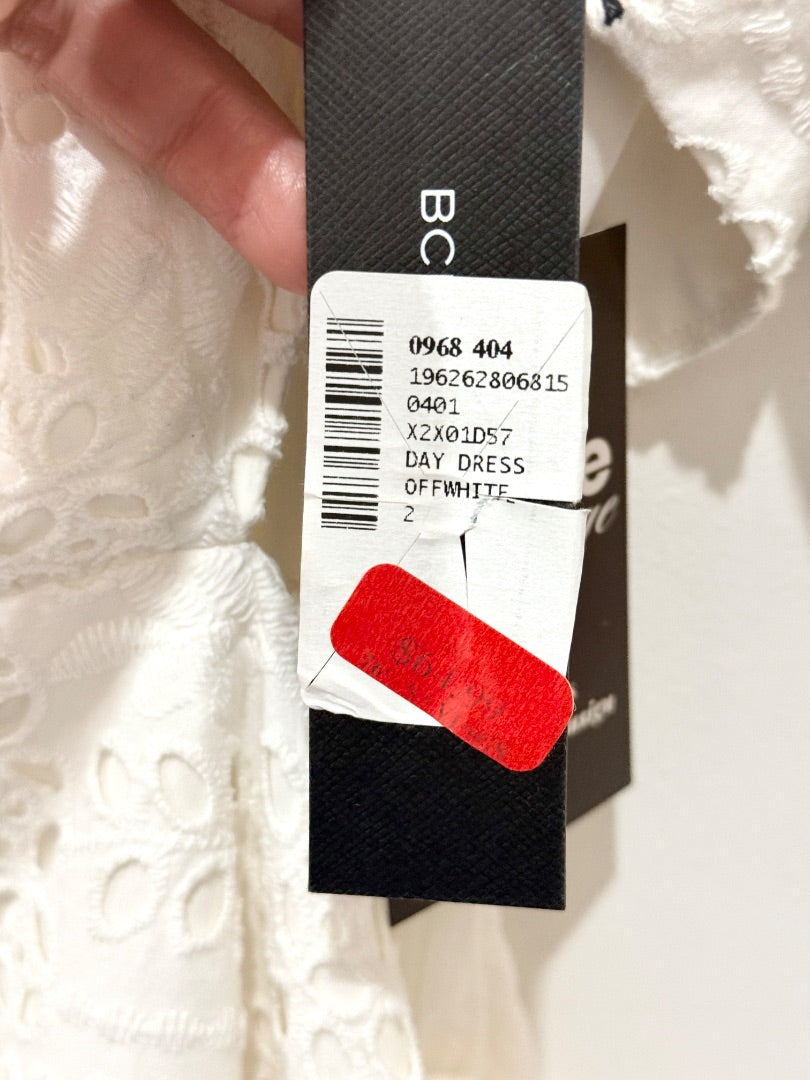 BC
0968 404
196262806815
0401
X2X01D57
DAY DRESS
OFFWHITE
2
e